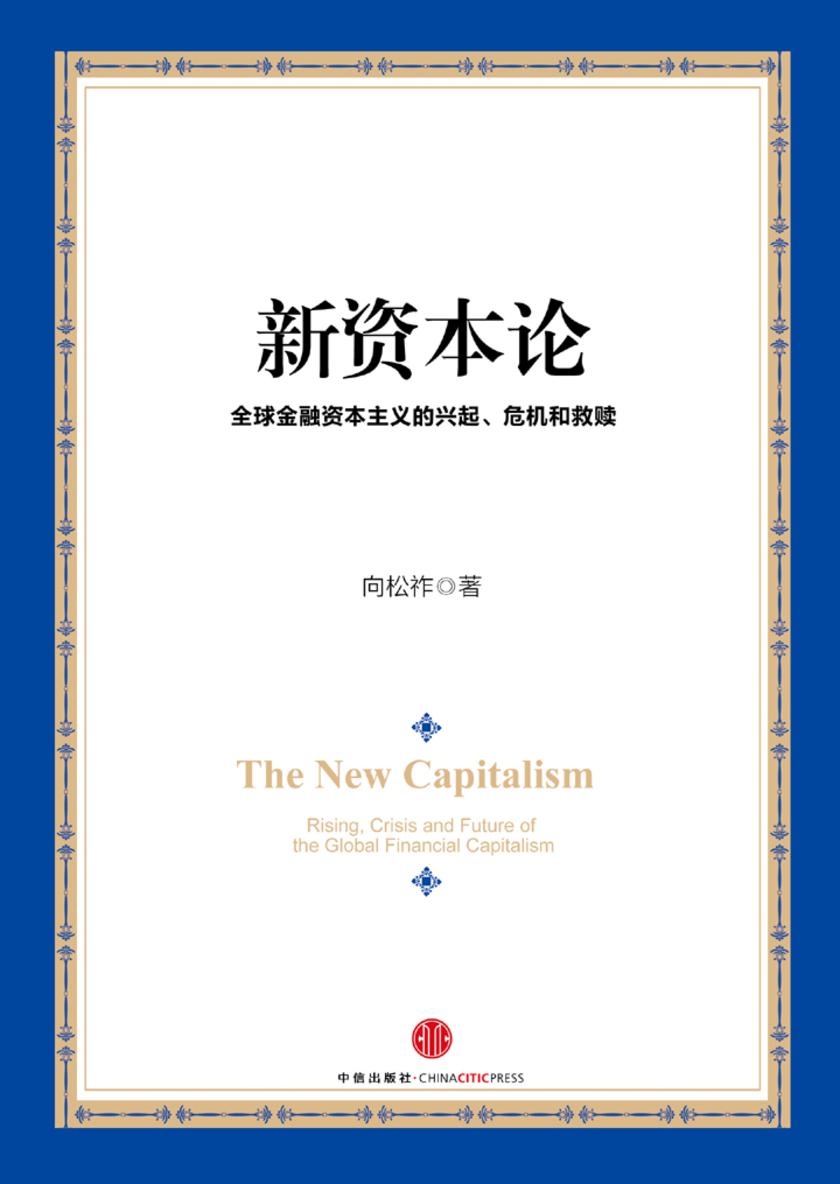 新资本论
全球金融资本主义的兴起、危机和救赎
向松祚◎著
The New Capitalism
Rising, Crisis and Future of
the Global Financial Capitalism
中信出版社·CHINACITICPRESS